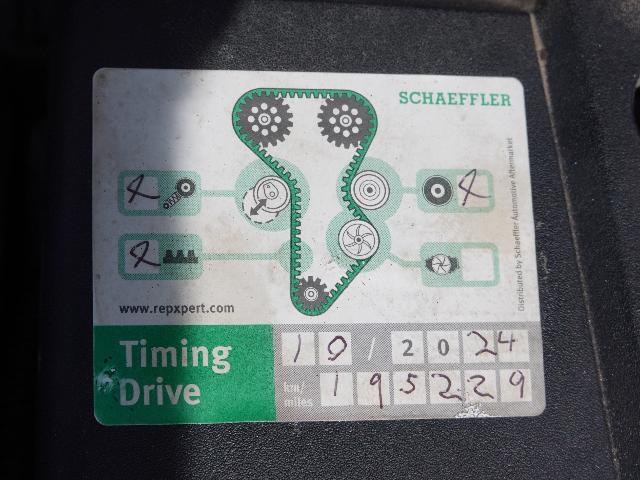 SCHAEFFLER
Distributed by Schaeffler Automotive Aftermarket
www.repxpert.com
Timing
Drive
10 / 2024
km/
miles
195229